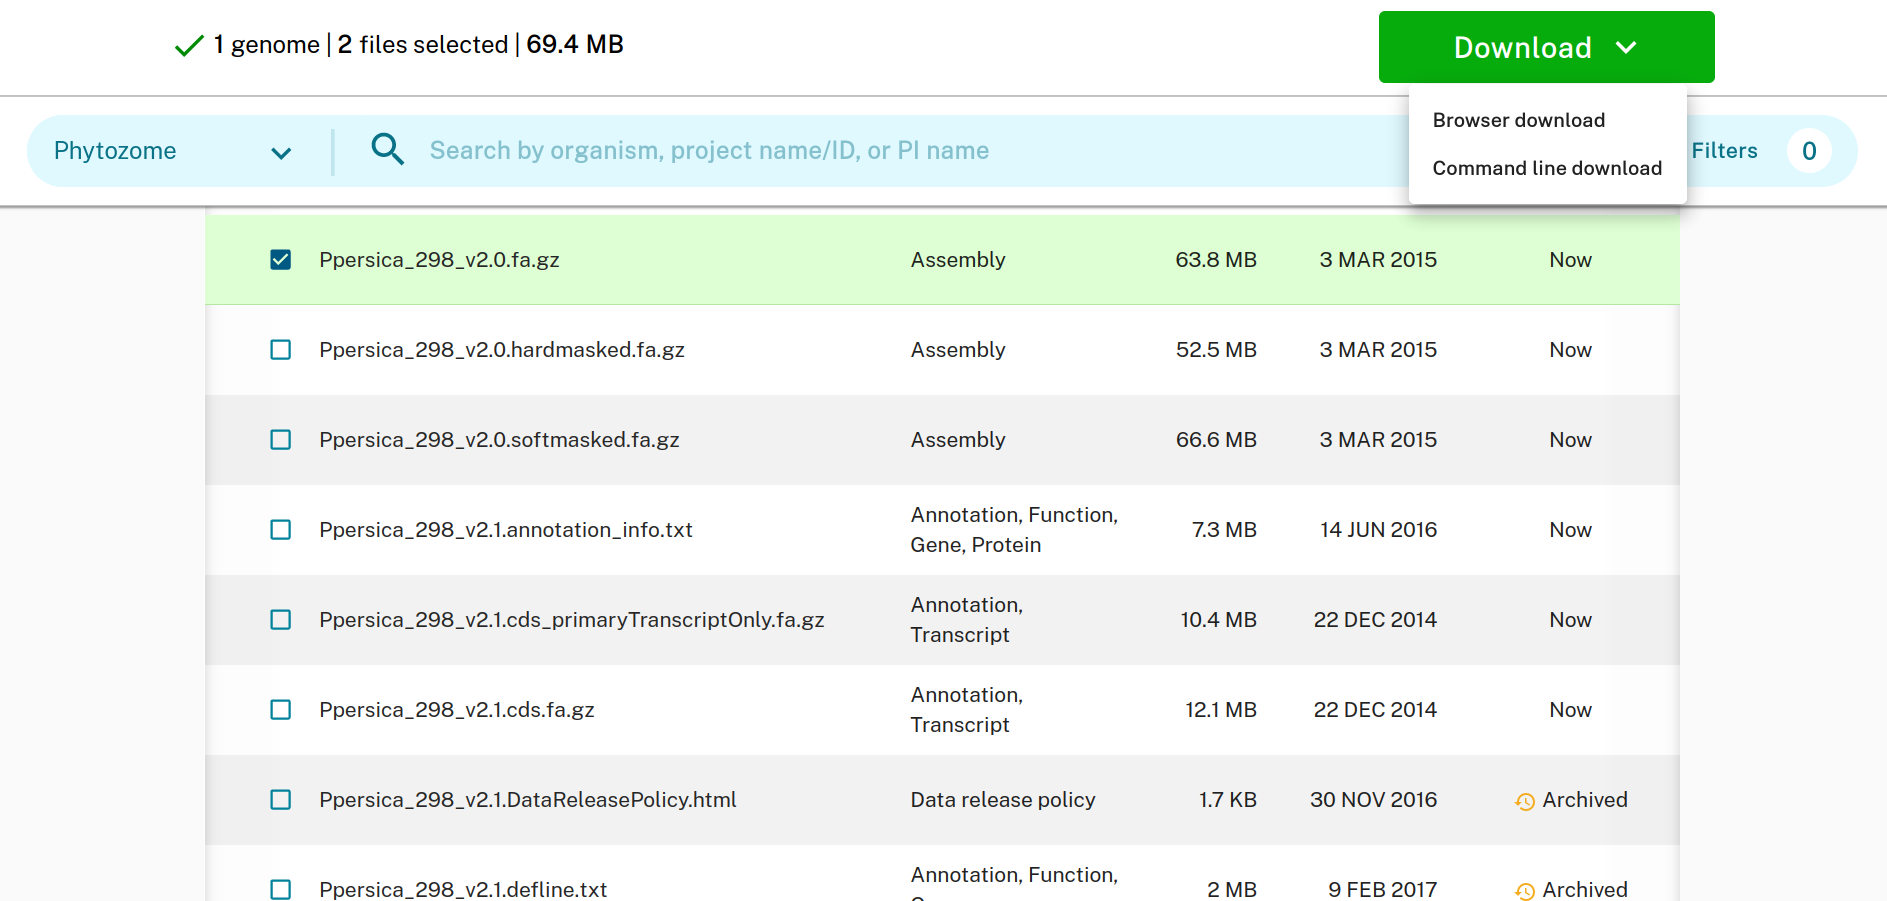 1 genome | 2 files selected | 69.4 MB
Download
Browser download
Command line download
Phytozome
Search by organism, project name/ID, or PI name
Filters 0
Ppersica_298_v2.0.fa.gz Assembly 63.8 MB 3 MAR 2015 Now
Ppersica_298_v2.0.hardmasked.fa.gz Assembly 52.5 MB 3 MAR 2015 Now
Ppersica_298_v2.0.softmasked.fa.gz Assembly 66.6 MB 3 MAR 2015 Now
Ppersica_298_v2.1.annotation_info.txt Annotation, Function, 7.3 MB 14 JUN 2016 Now
Gene, Protein
Ppersica_298_v2.1.cds_primaryTranscriptOnly.fa.gz Annotation, 10.4 MB 22 DEC 2014 Now
Transcript
Ppersica_298_v2.1.cds.fa.gz Annotation, 12.1 MB 22 DEC 2014 Now
Transcript
Ppersica_298_v2.1.DataReleasePolicy.html Data release policy 1.7 KB 30 NOV 2016 Archived
Ppersica_298_v2.1.defline.txt Annotation, Function, 2 MB 9 FEB 2017 Archived